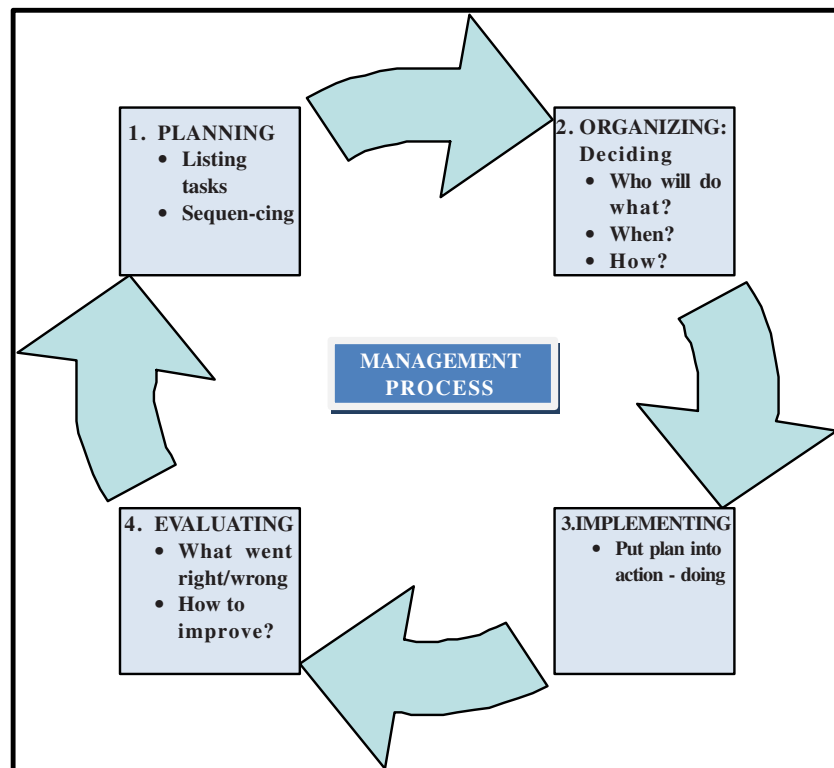 1. PLANNING
• Listing
tasks
• Sequen-cing
2. ORGANIZING:
Deciding
• Who will do
what?
• When?
• How?
MANAGEMENT
PROCESS
3.IMPLEMENTING
• Put plan into
action - doing
4. EVALUATING
• What went
right/wrong
• How to
improve?